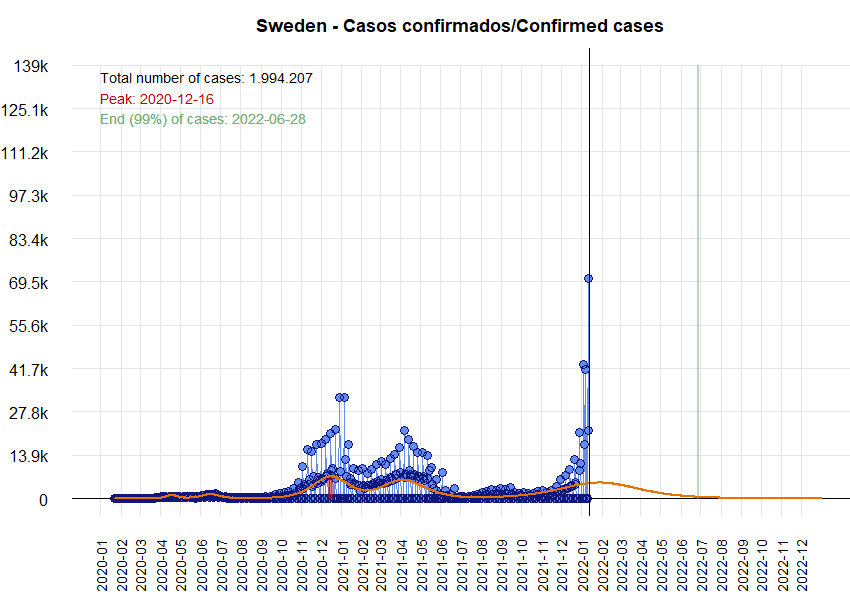 Sweden - Casos confirmados/Confirmed cases
139k
Total number of cases: 1.994.207
Peak: 2020-12-16
125.1k
End (99%) of cases: 2022-06-28
111.2k
97.3k
83.4k
69.5k
55.6k
41.7k
27.8k
13.9k
0
2020-01
2020-02
2020-03
2020-04
2020-05
2020-06
2020-07
2020-08
2020-09
2020-10
2020-11
2020-12
2021-01
2021-02
2021-03
2021-04
2021-05
2021-06
2021-07
2021-08
2021-09
2021-10
2021-11
2021-12
2022-01
2022-02
2022-03
2022-04
2022-05
2022-06
2022-07
2022-08
2022-09
2022-10
2022-11
2022-12